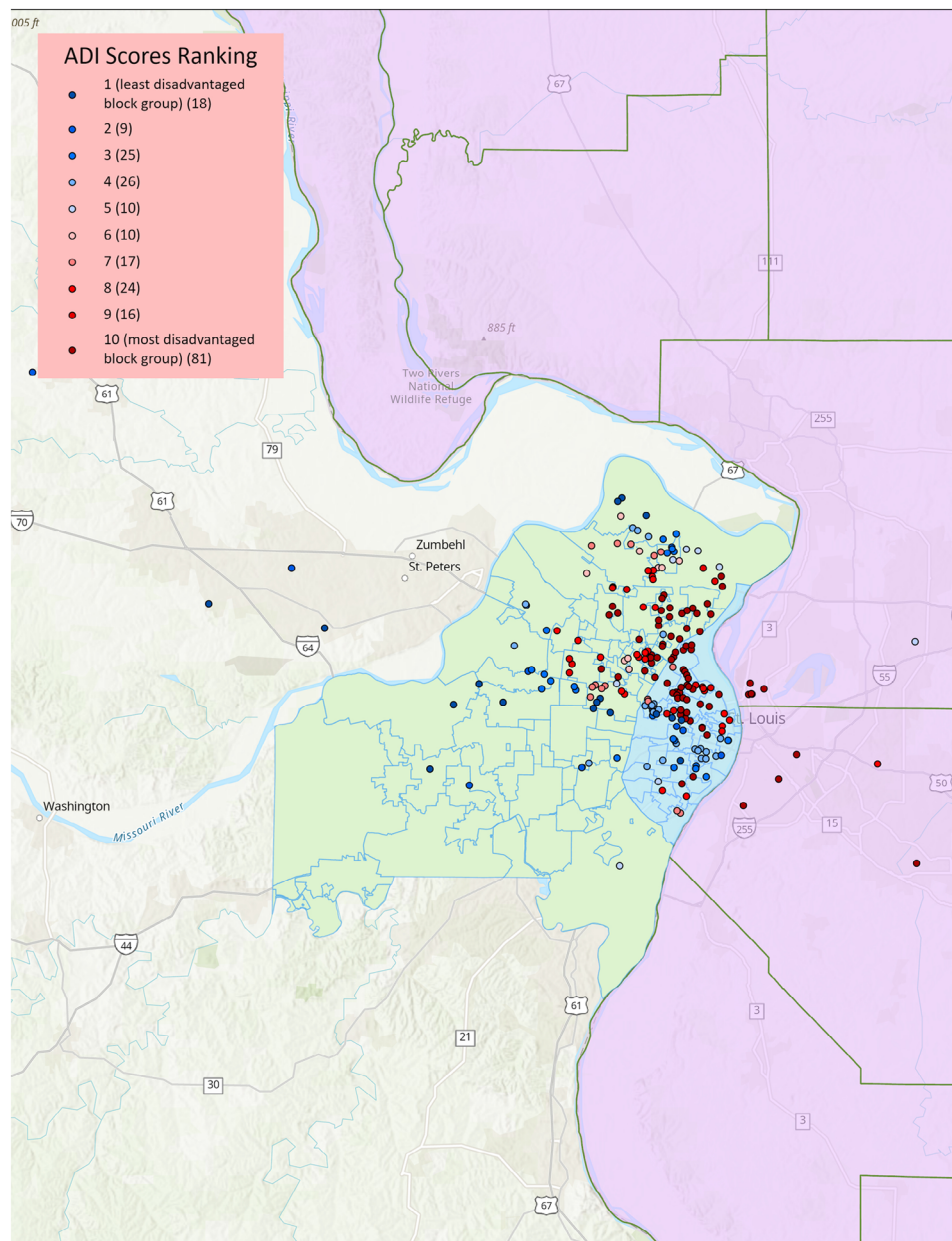 005 ft
ADI Scores Ranking
1 (least disadvantaged
block group) (18)
2 (9)
3 (25)
4 (26)
5 (10)
6 (10)
7 (17)
8 (24)
9 (16)
10 (most disadvantaged
block group) (81)
67
111
885 ft
Two Rivers
National
Wildlife Refuge
61
255
79
67
61
70
Zumbehl
St. Peters
3
64
55
Louis
Washington
Missouri River
50
255
15
44
61
3
21
30
3
67